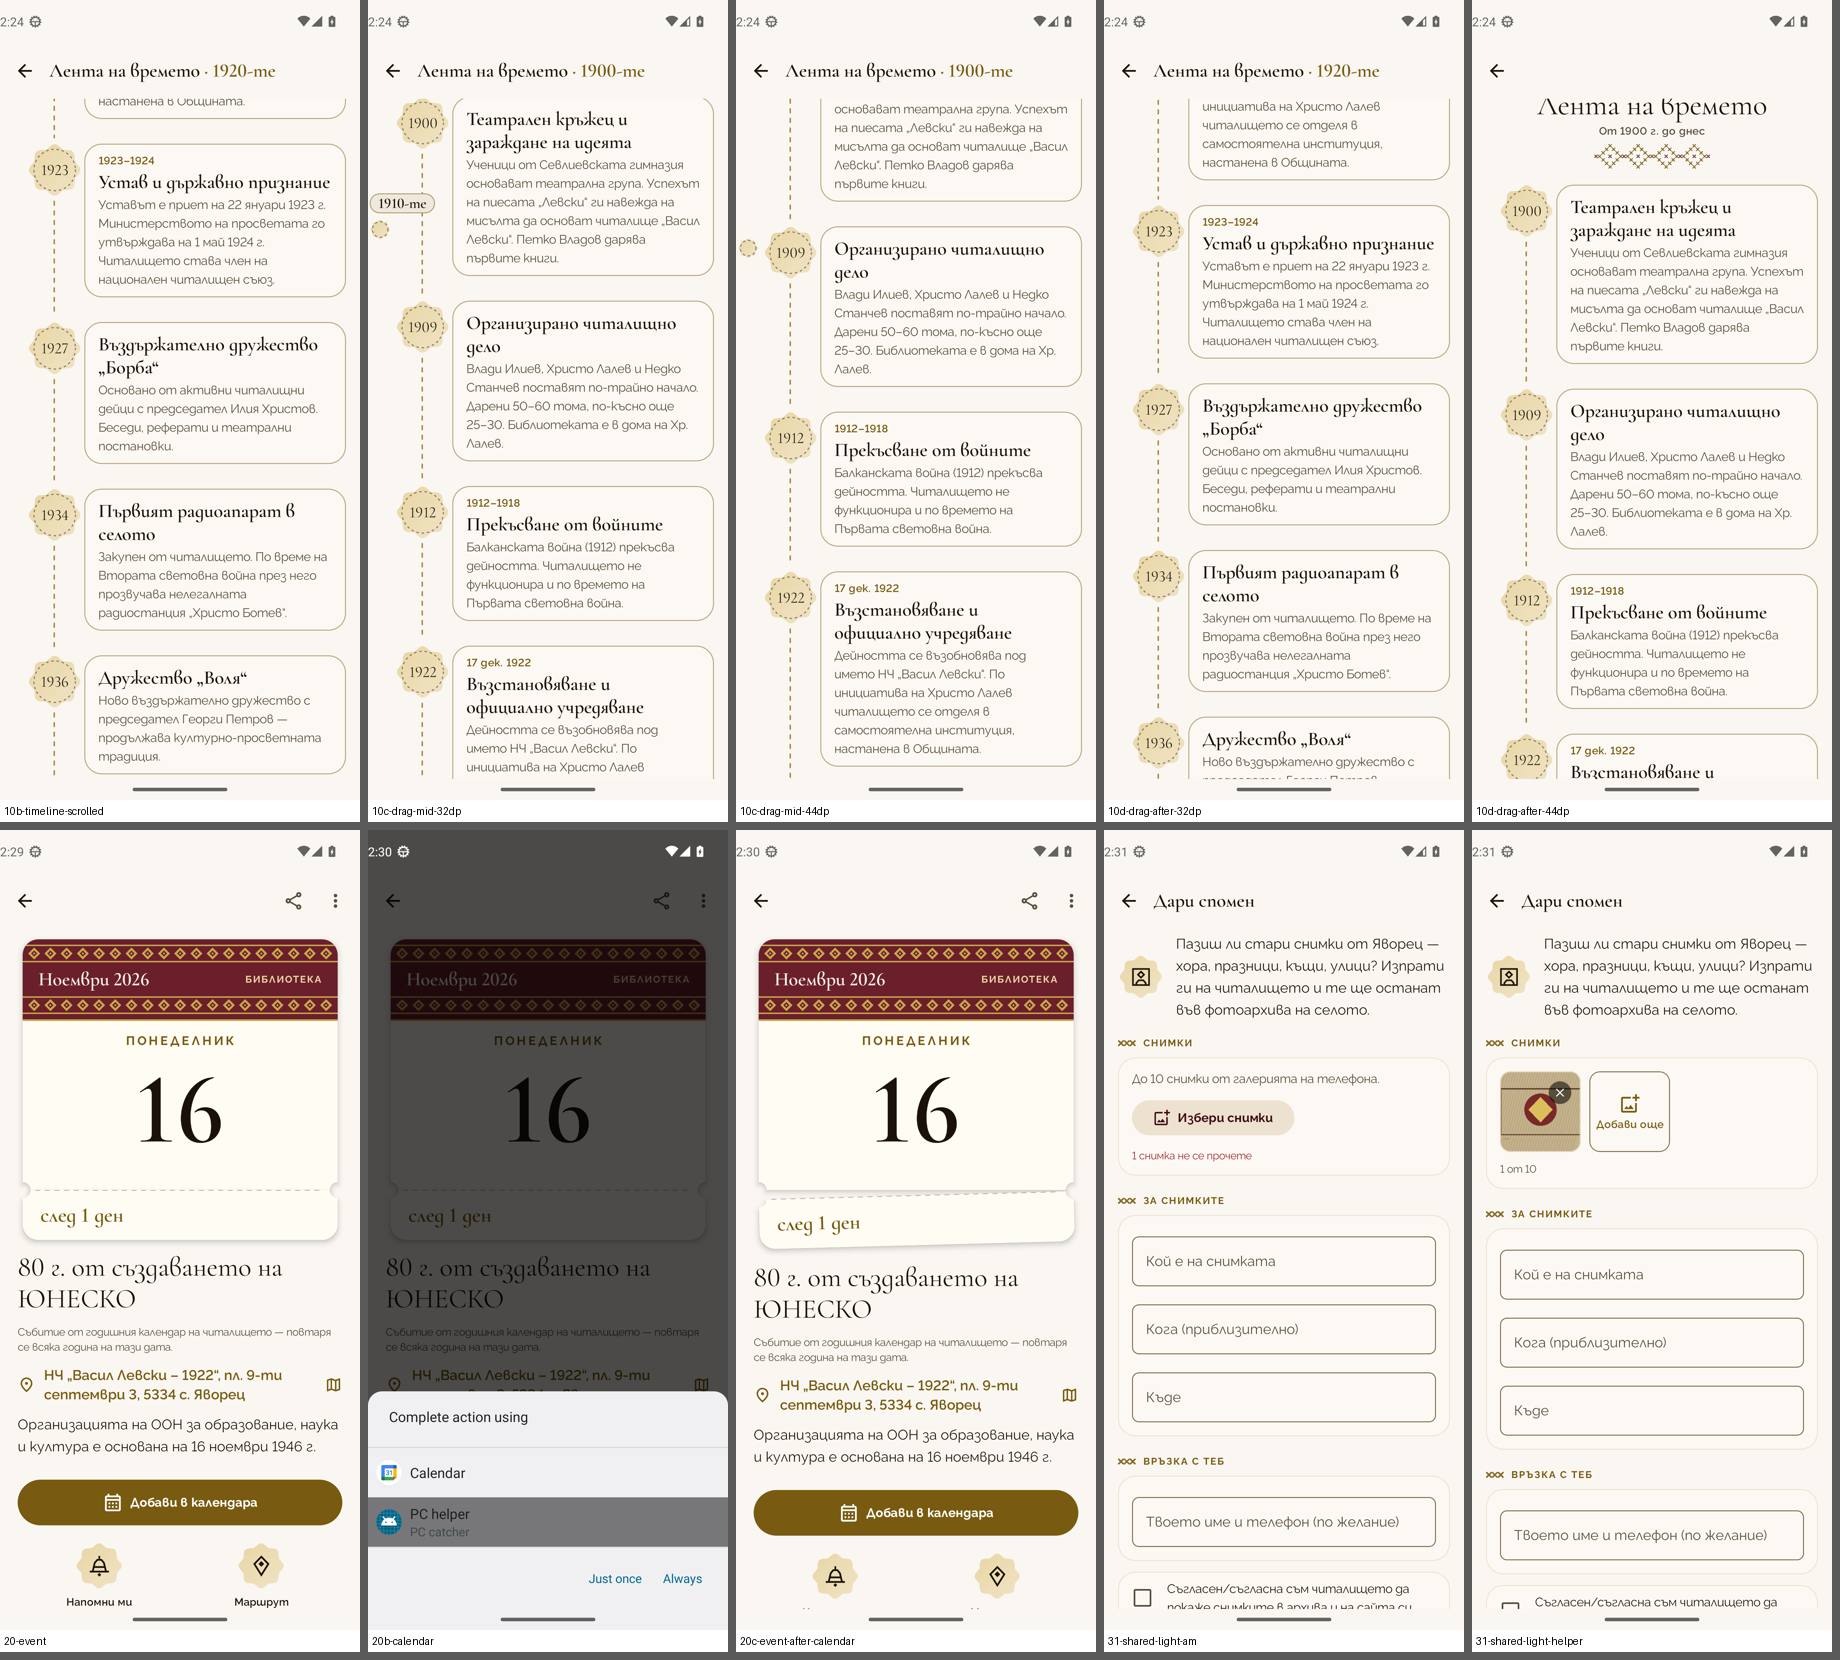 2:24
Лента на времето · 1920-те
настанена в Общината.
1923
1923–1924
Устав и държавно признание
Уставът е приет на 22 януари 1923 г.
Министерството на просветата го
утвърждава на 1 май 1924 г.
Читалището става член на
национален читалищен съюз.
1927
Въздържателно дружество
„Борба“
Основано от активни читалищни
дейци с председател Илия Христов.
Беседи, реферати и театрални
постановки.
1934
Първият радиоапарат в
селото
Закупен от читалището. По време на
Втората световна война през него
прозвучава нелегалната
радиостанция „Христо Ботев“.
1936
Дружество „Воля“
Ново въздържателно дружество с
председател Георги Петров —
продължава културно-просветната
традиция.
10b-timeline-scrolled
2:24
Лента на времето · 1900-те
1900
Театрален кръжец и
зараждане на идеята
Ученици от Севлиевската гимназия
основават театрална група. Успехът
на пиесата „Левски“ ги навежда на
мисълта да основат читалище „Васил
Левски“. Петко Владов дарява
първите книги.
1910-те
1909
Организирано читалищно
дело
Влади Илиев, Христо Лалев и Недко
Станчев поставят по-трайно начало.
Дарени 50–60 тома, по-късно още
25–30. Библиотеката е в дома на Хр.
Лалев.
1912
1912–1918
Прекъсване от войните
Балканската война (1912) прекъсва
дейността. Читалището не
функционира и по времето на
Първата световна война.
1922
17 дек. 1922
Възстановяване и
официално учредяване
Дейността се възобновява под
името НЧ „Васил Левски“. По
инициатива на Христо Лалев
10c-drag-mid-32dp
2:24
Лента на времето · 1900-те
основават театрална група. Успехът
на пиесата „Левски“ ги навежда на
мисълта да основат читалище „Васил
Левски“. Петко Владов дарява
първите книги.
1909
Организирано читалищно
дело
Влади Илиев, Христо Лалев и Недко
Станчев поставят по-трайно начало.
Дарени 50–60 тома, по-късно още
25–30. Библиотеката е в дома на Хр.
Лалев.
1912
1912–1918
Прекъсване от войните
Балканската война (1912) прекъсва
дейността. Читалището не
функционира и по времето на
Първата световна война.
1922
17 дек. 1922
Възстановяване и
официално учредяване
Дейността се възобновява под
името НЧ „Васил Левски“. По
инициатива на Христо Лалев
читалището се отделя в
самостоятелна институция,
настанена в Общината.
10c-drag-mid-44dp
2:24
Лента на времето · 1920-те
инициатива на Христо Лалев
читалището се отделя в
самостоятелна институция,
настанена в Общината.
1923
1923–1924
Устав и държавно признание
Уставът е приет на 22 януари 1923 г.
Министерството на просветата го
утвърждава на 1 май 1924 г.
Читалището става член на
национален читалищен съюз.
1927
Въздържателно дружество
„Борба“
Основано от активни читалищни
дейци с председател Илия Христов.
Беседи, реферати и театрални
постановки.
1934
Първият радиоапарат в
селото
Закупен от читалището. По време на
Втората световна война през него
прозвучава нелегалната
радиостанция „Христо Ботев“.
1936
Дружество „Воля“
Ново въздържателно дружество с
10d-drag-after-32dp
2:24
Лента на времето
От 1900 г. до днес
1900
Театрален кръжец и
зараждане на идеята
Ученици от Севлиевската гимназия
основават театрална група. Успехът
на пиесата „Левски“ ги навежда на
мисълта да основат читалище „Васил
Левски“. Петко Владов дарява
първите книги.
1909
Организирано читалищно
дело
Влади Илиев, Христо Лалев и Недко
Станчев поставят по-трайно начало.
Дарени 50–60 тома, по-късно още
25–30. Библиотеката е в дома на Хр.
Лалев.
1912
1912–1918
Прекъсване от войните
Балканската война (1912) прекъсва
дейността. Читалището не
функционира и по времето на
Първата световна война.
1922
17 дек. 1922
Възстановяване и
10d-drag-after-44dp
2:29
Ноември 2026
БИБЛИОТЕКА
ПОНЕДЕЛНИК
16
след 1 ден
80 г. от създаването на
ЮНЕСКО
Събитие от годишния календар на читалището — повтаря
се всяка година на тази дата.
НЧ „Васил Левски – 1922“, пл. 9-ти
септември 3, 5334 с. Яворец
Организацията на ООН за образование, наука
и култура е основана на 16 ноември 1946 г.
Добави в календара
Напомни ми
Маршрут
20-event
2:30
Ноември 2026
БИБЛИОТЕКА
ПОНЕДЕЛНИК
16
след 1 ден
80 г. от създаването на
ЮНЕСКО
Събитие от годишния календар на читалището — повтаря
се всяка година на тази дата.
НЧ „Васил Левски – 1922“, пл. 9-ти
Complete action using
31
Calendar
PC helper
PC catcher
Just once
Always
20b-calendar
2:30
Ноември 2026
БИБЛИОТЕКА
ПОНЕДЕЛНИК
16
след 1 ден
80 г. от създаването на
ЮНЕСКО
Събитие от годишния календар на читалището — повтаря
се всяка година на тази дата.
НЧ „Васил Левски – 1922“, пл. 9-ти
септември 3, 5334 с. Яворец
Организацията на ООН за образование, наука
и култура е основана на 16 ноември 1946 г.
Добави в календара
20c-event-after-calendar
2:31
Дари спомен
Пазиш ли стари снимки от Яворец —
хора, празници, къщи, улици? Изпрати
ги на читалището и те ще останат
във фотоархива на селото.
СНИМКИ
До 10 снимки от галерията на телефона.
Избери снимки
1 снимка не се прочете
ЗА СНИМКИТЕ
Кой е на снимката
Кога (приблизително)
Къде
ВРЪЗКА С ТЕБ
Твоето име и телефон (по желание)
Съгласен/съгласна съм читалището да
покаже снимките в архива и на сайта си
31-shared-light-am
2:31
Дари спомен
Пазиш ли стари снимки от Яворец —
хора, празници, къщи, улици? Изпрати
ги на читалището и те ще останат
във фотоархива на селото.
СНИМКИ
Добави още
1 от 10
ЗА СНИМКИТЕ
Кой е на снимката
Кога (приблизително)
Къде
ВРЪЗКА С ТЕБ
Твоето име и телефон (по желание)
Съгласен/съгласна съм читалището да
31-shared-light-helper